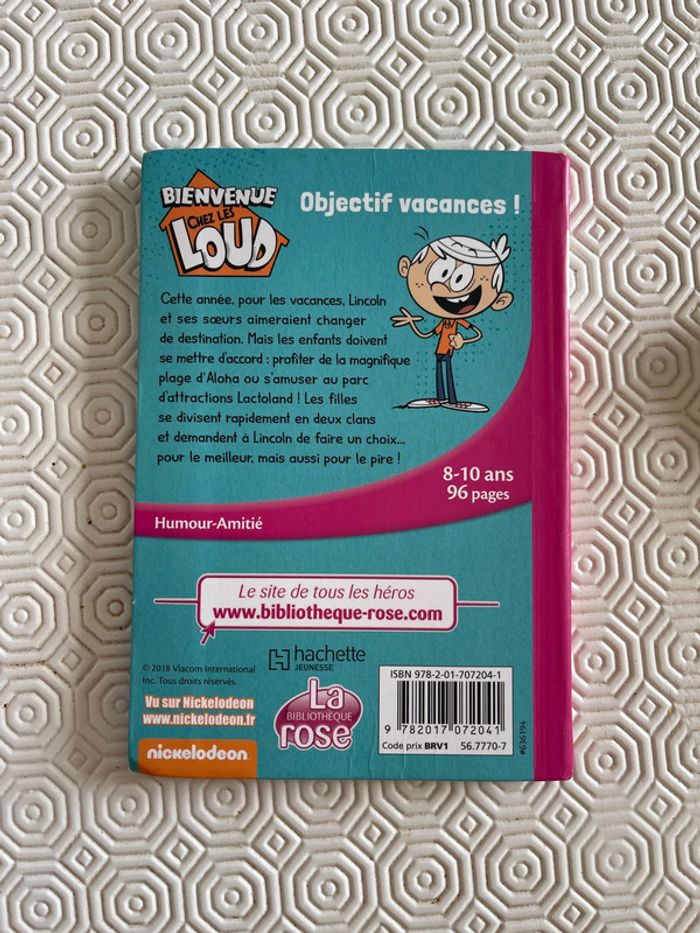 BIENVENUE
CHEZ LES
LOUD
Objectif vacances !
Cette année, pour les vacances, Lincoln
et ses sœurs aimeraient changer
de destination. Mais les enfants doivent
se mettre d'accord : profiter de la magnifique
plage d'Aloha ou s'amuser au parc
d'attractions Lactoland ! Les filles
se divisent rapidement en deux clans
et demandent à Lincoln de faire un choix...
pour le meilleur, mais aussi pour le pire !
8-10 ans
96 pages
Humour-Amitié
Le site de tous les héros
www.bibliotheque-rose.com
© 2018 Viacom International
Inc. Tous droits réservés.
hachette
JEUNESSE
Vu sur Nickelodeon
www.nickelodeon.fr
nickelodeon
La
BIBLIOTHÈQUE
rose
ISBN 978-2-01-707204-1
9 782017 072041
Code prix BRV1 56.7770-7
#636194